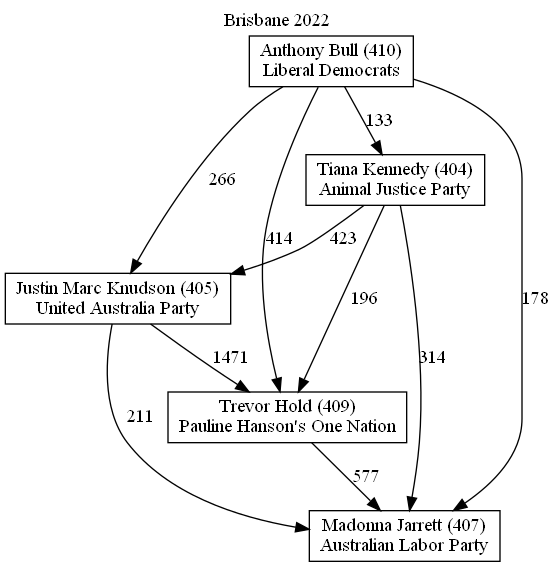 Brisbane 2022
Anthony Bull (410)
Liberal Democrats
133
Tiana Kennedy (404)
Animal Justice Party
266
414
423
Justin Marc Knudson (405)
United Australia Party
196
178
1471
314
Trevor Hold (409)
Pauline Hanson's One Nation
211
577
Madonna Jarrett (407)
Australian Labor Party